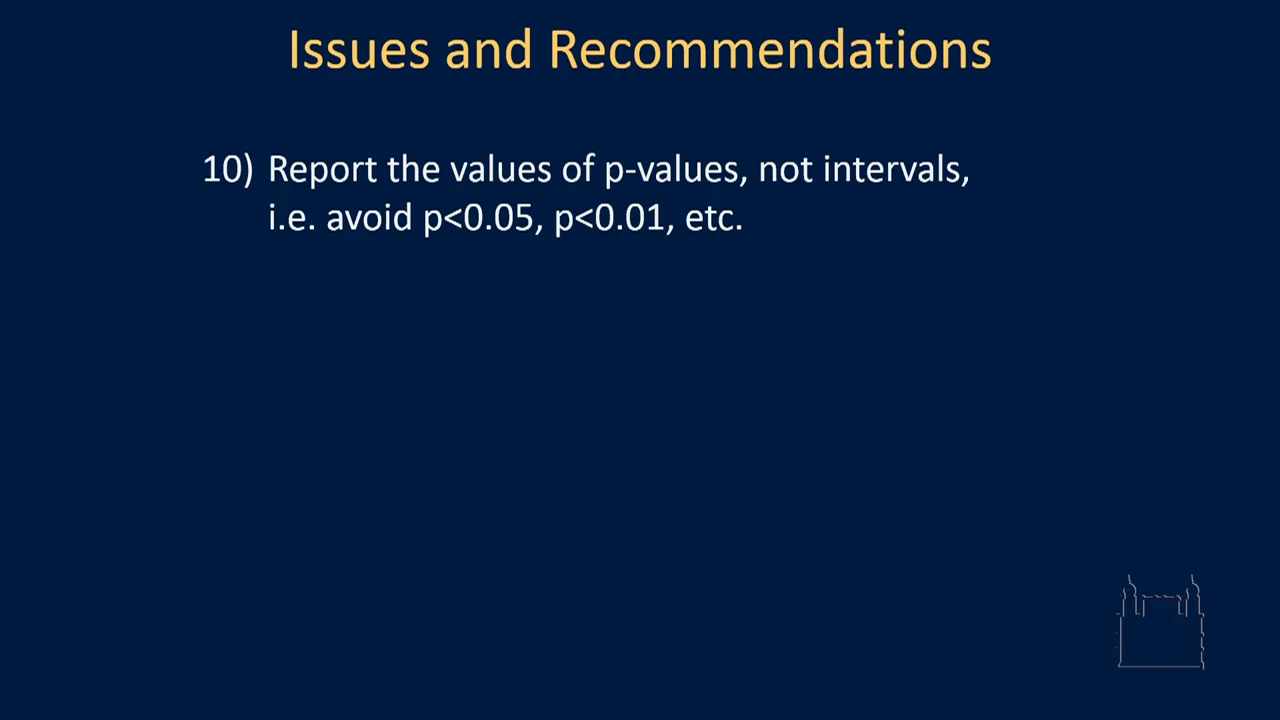 Issues and Recommendations
10) Report the values of p-values, not intervals,
i.e. avoid p<0.05, p<0.01, etc.